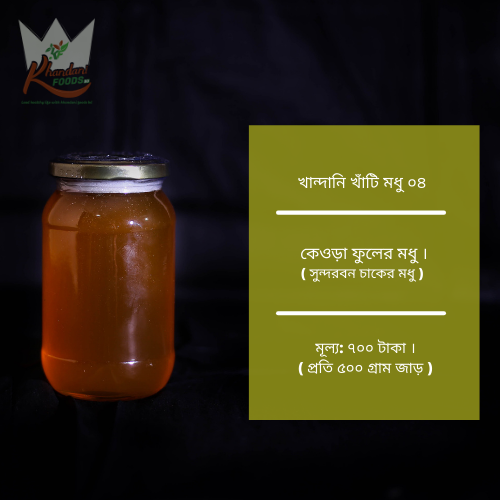 Khandani
FOODS
খান্দানি খাঁটি মধু ০৪
কেওড়া ফুলের মধু ।
( সুন্দরবন চাকের মধু )
মূল্য: ৭০০ টাকা ।
( প্রতি ৫০০ গ্রাম জাড় )